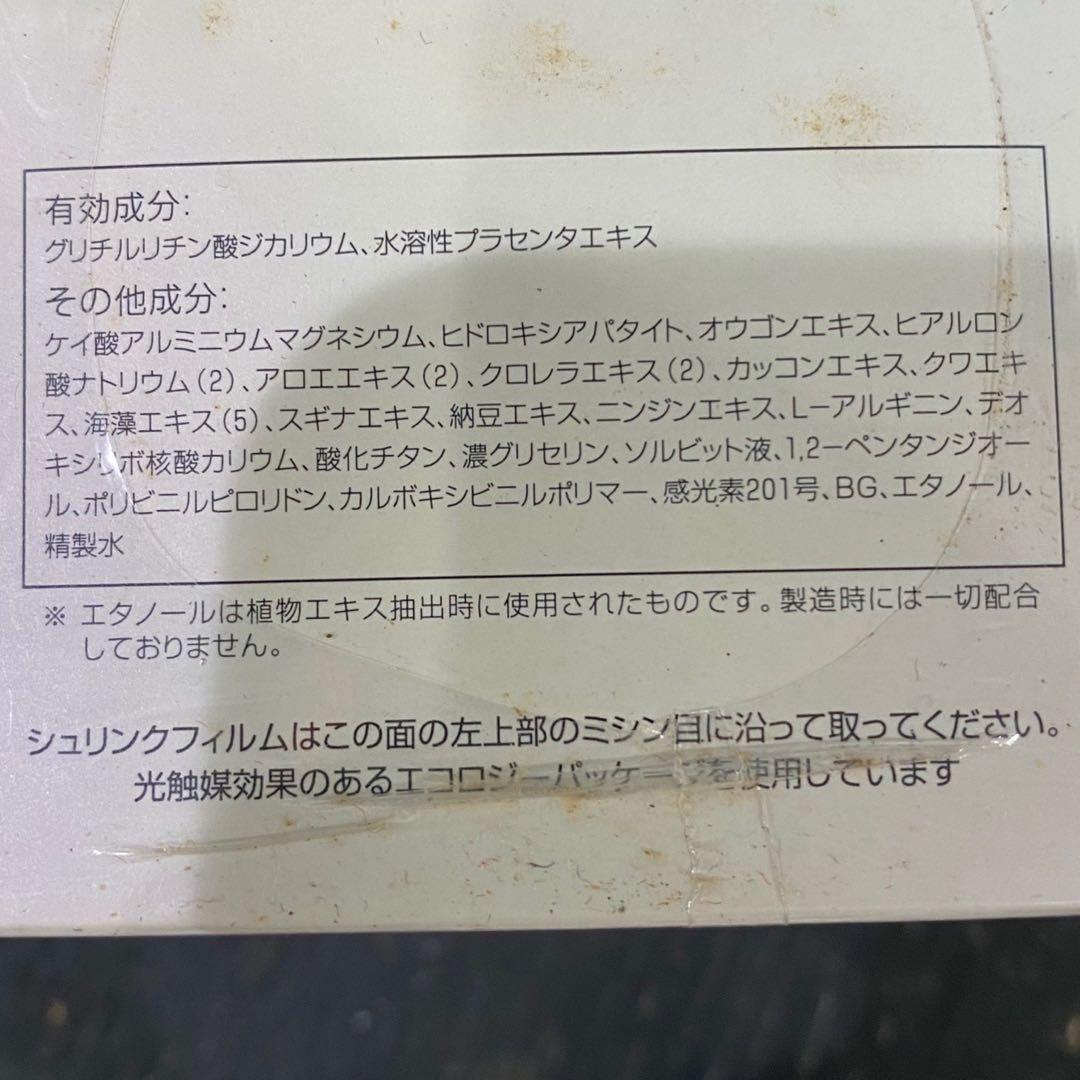 有効成分:
グリチルリチン酸ジカリウム、水溶性プラセンタエキス
その他成分:
ケイ酸アルミニウムマグネシウム、ヒドロキシアパタイト、オウゴンエキス、ヒアルロン
酸ナトリウム(2)、アロエエキス(2)、クロレラエキス(2)、カッコンエキス、クワエキ
ス、海藻エキス(5)、スギナエキス、納豆エキス、ニンジンエキス、L-アルギニン、デオ
キシリボ核酸カリウム、酸化チタン、濃グリセリン、ソルビット液、1,2-ペンタンジオー
ル、ポリビニルピロリドン、カルボキシビニルポリマー、感光素201号、BG、エタノール、
精製水
※ エタノールは植物エキス抽出時に使用されたものです。製造時には一切配合
しておりません。
シュリンクフィルムはこの面の左上部のミシン目に沿って取ってください。
光触媒効果のあるエコロジーパッケージを使用しています